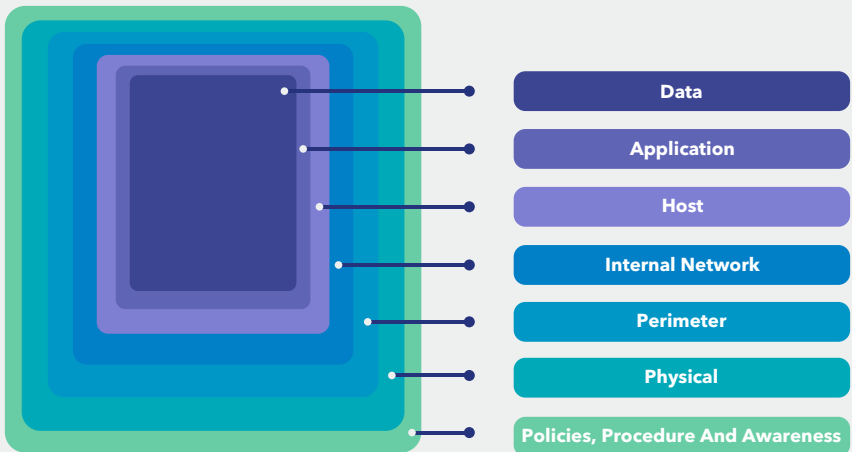 Data
Application
Host
Internal Network
Perimeter
Physical
Policies, Procedure And Awareness